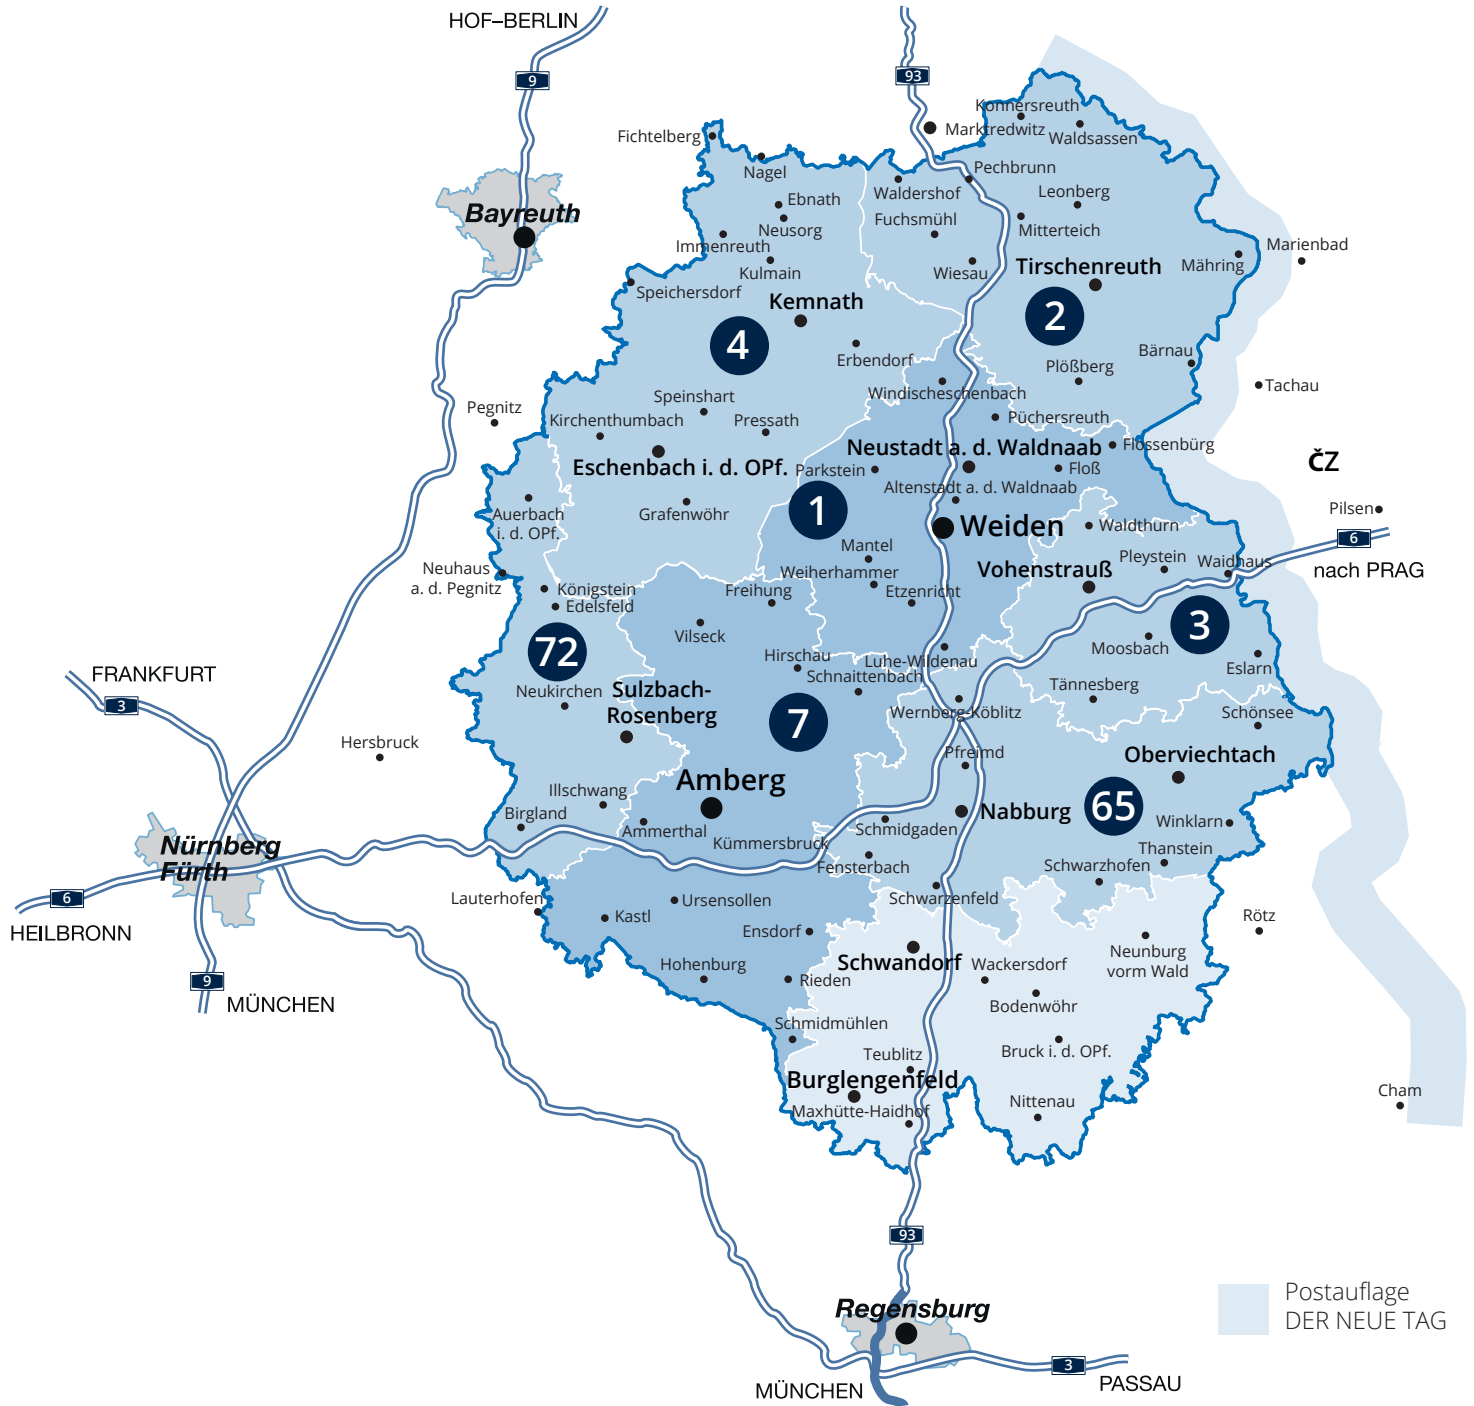 HOF–BERLIN
9
93
Konnersreuth
Marktredwitz
Waldsassen
Fichtelberg
Nagel
Pechbrunn
Waldershof
Leonberg
Ebnath
Neusorg
Fuchsmühl
Mitterteich
Bayreuth
Immenreuth
Kulmain
Wiesau
Tirschenreuth
Mähring
Marienbad
Speichersdorf
Kemnath
2
4
Erbendorf
Plößberg
Bärnau
Tachau
Windischeschenbach
Speinshart
Pegnitz
Kirchenthumbach
Pressath
Püchersreuth
Neustadt a. d. Waldnaab
Flossenbürg
Eschenbach i. d. OPf.
Parkstein
Floß
ČZ
Altenstadt a. d. Waldnaab
Auerbach
i. d. OPf.
Grafenwöhr
1
Weiden
Waldthurn
Pilsen
6
nach PRAG
Mantel
Pleystein
Waidhaus
Neuhaus
a. d. Pegnitz
Weiherhammer
Vohenstrauß
Königstein
Edelsfeld
Freihung
Etzenricht
Vilseck
3
72
Moosbach
Eslarn
Hirschau
Luhe-Wildenau
Schnaittenbach
FRANKFURT
3
Neukirchen
Sulzbach-
Rosenberg
Tännesberg
Wernberg-Köblitz
Schönsee
7
Hersbruck
Pfreimd
Oberviechtach
Amberg
Illschwang
Birgland
Nabburg
65
Ammerthal
Kümmersbruck
Schmidgaden
Winklarn
Nürnberg
Fürth
Thanstein
Fensterbach
Schwarzhofen
6
HEILBRONN
Lauterhofen
Ursensollen
Schwarzenfeld
Kastl
Ensdorf
Rötz
Neunburg
vorm Wald
Schwandorf
Wackersdorf
Hohenburg
Rieden
9
MÜNCHEN
Bodenwöhr
Schmidmühlen
Teublitz
Bruck i. d. OPf.
Burglengenfeld
Maxhütte-Haidhof
Nittenau
Cham
93
Postauflage
DER NEUE TAG
Regensburg
3
MÜNCHEN
PASSAU